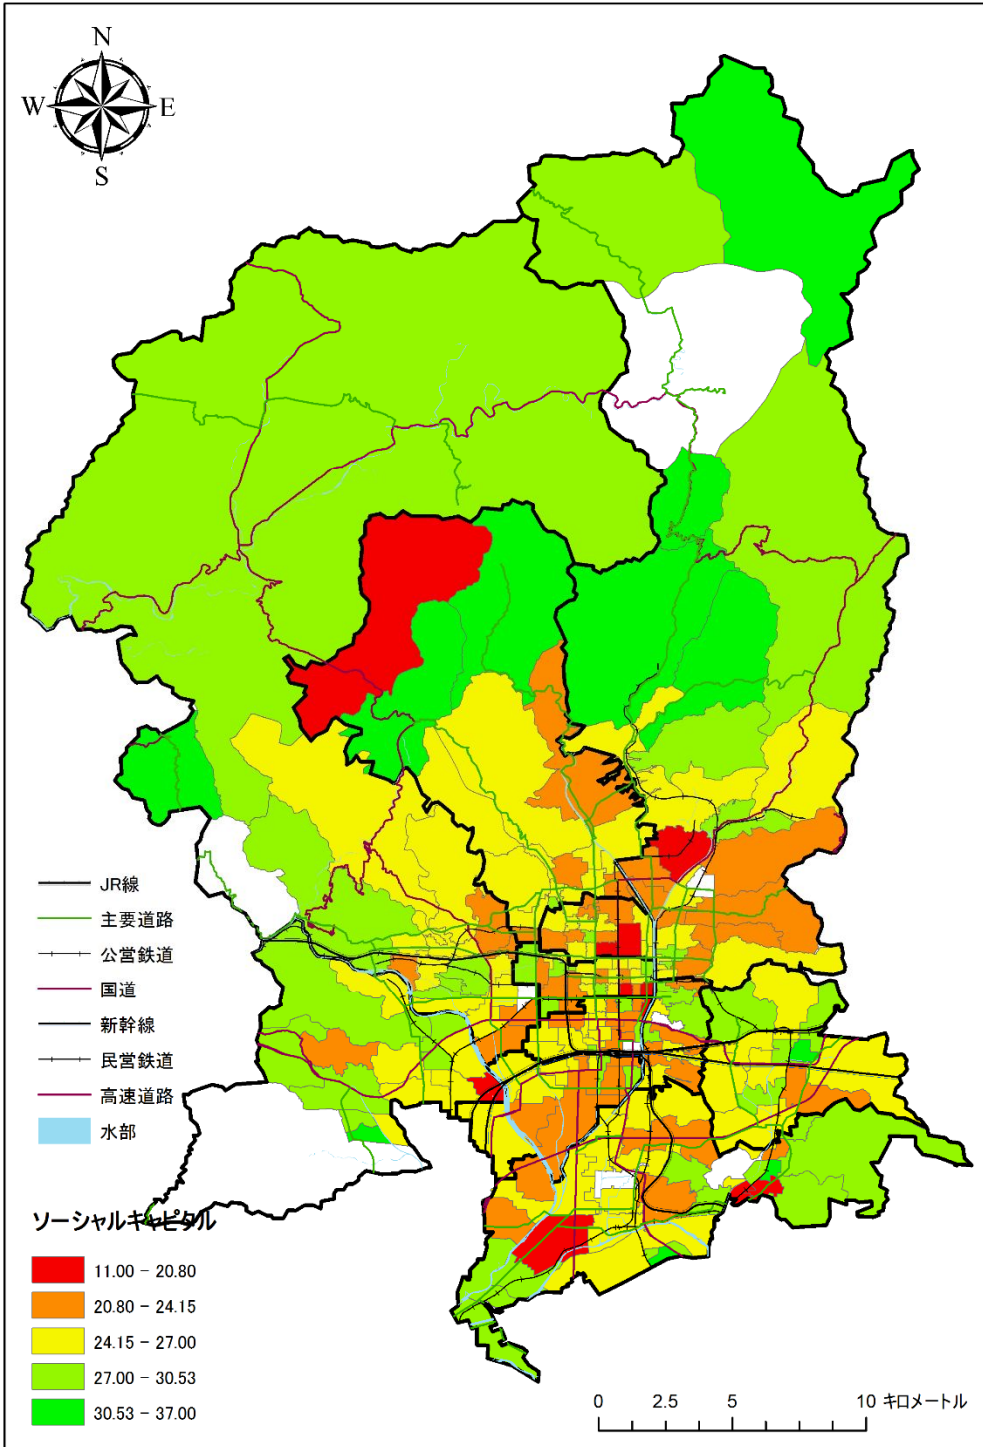 N
W E
S
JR線
主要道路
公営鉄道
国道
新幹線
民営鉄道
高速道路
水部
ソーシャルキャピタル
11.00 - 20.80
20.80 - 24.15
24.15 - 27.00
27.00 - 30.53
30.53 - 37.00
0 2.5 5 10 キロメートル